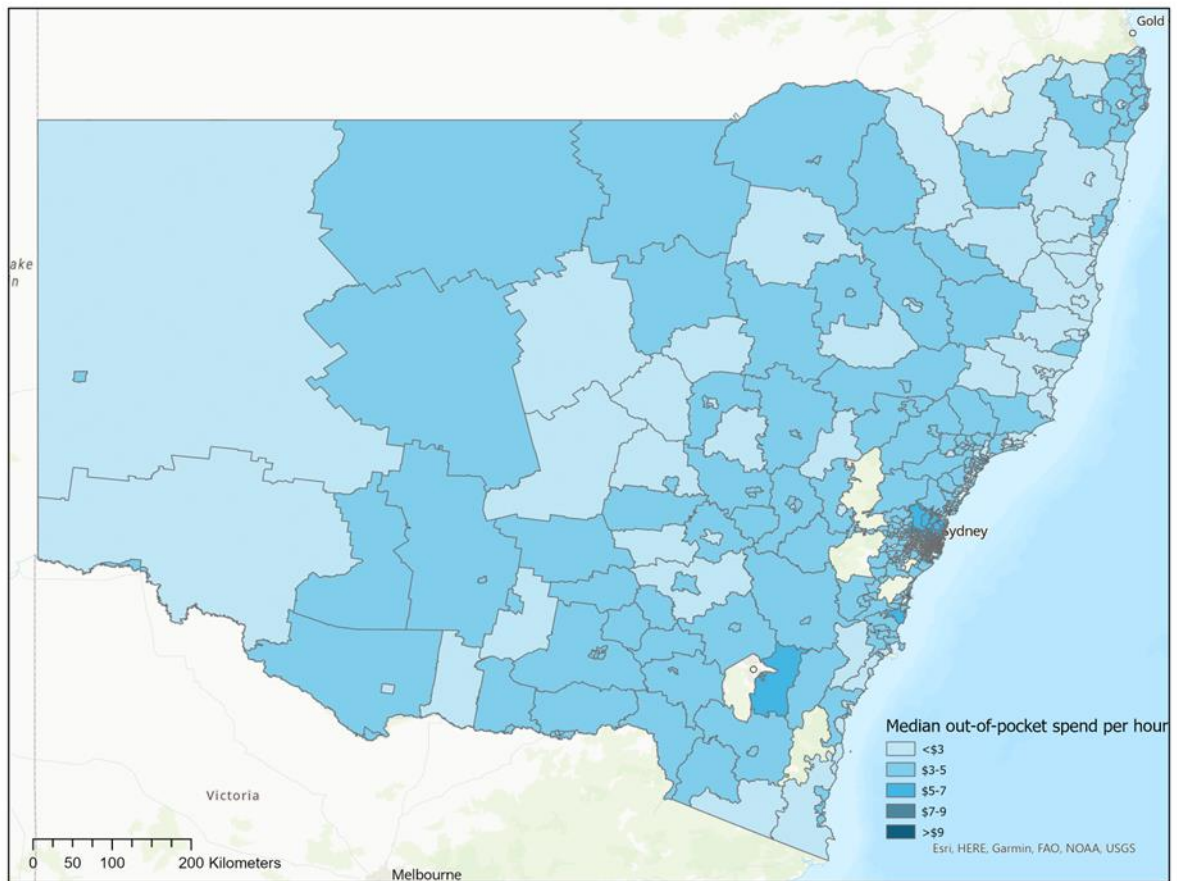 Gold
ake
n
Sydney
Median out-of-pocket spend per hour
<$3
$3-5
$5-7
$7-9
>$9
Victoria
Esri, HERE, Garmin, FAO, NOAA, USGS
0 50 100 200 Kilometers
Melbourne